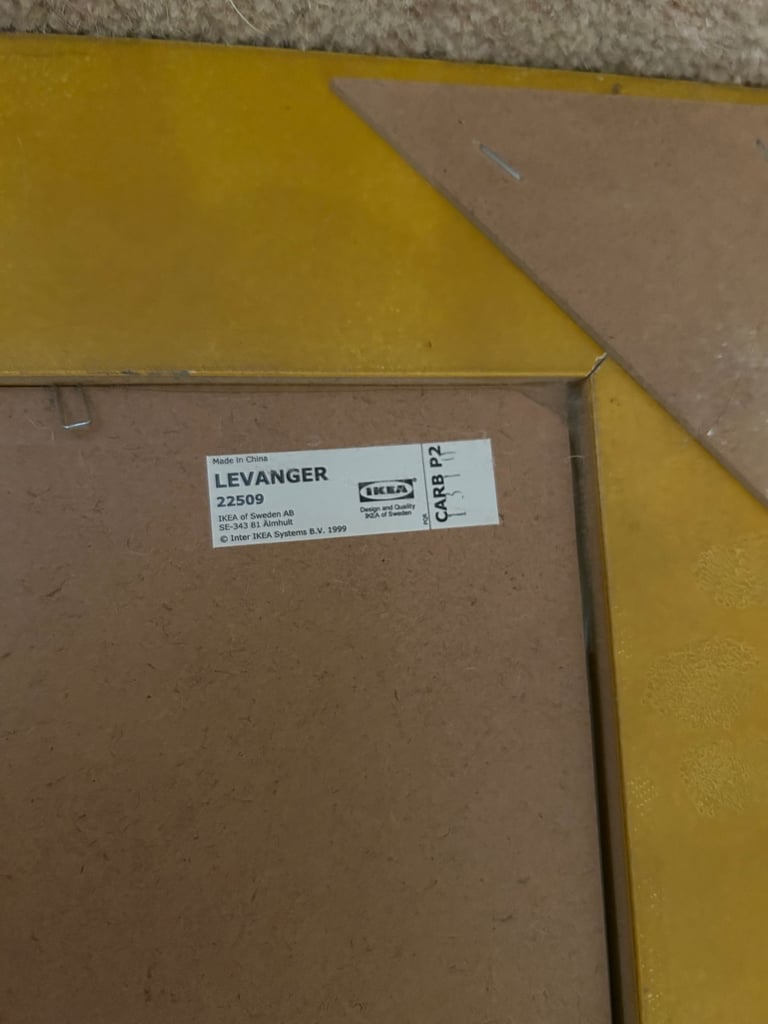 Made in China
LEVANGER
22509
IKEA of Sweden AB
SE-343 81 Älmhult
© Inter IKEA Systems B.V. 1999
IKEA
Design and Quality
IKEA of Sweden
CARB P2